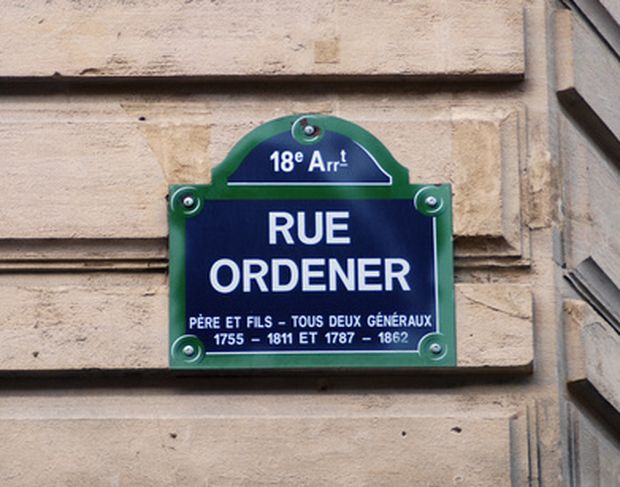 18e Arrt
RUE
ORDENER
PÈRE ET FILS – TOUS DEUX GÉNÉRAUX
1755 – 1811 ET 1787 – 1862